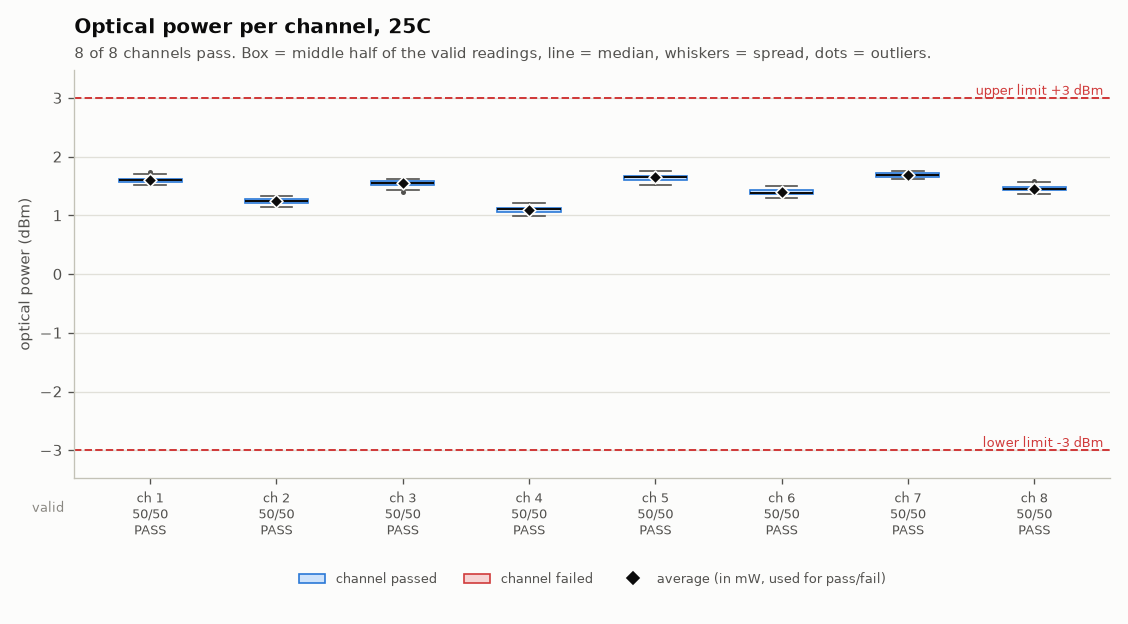 Optical power per channel, 25C
8 of 8 channels pass. Box = middle half of the valid readings, line = median, whiskers = spread, dots = outliers.
optical power (dBm)
3
2
1
0
−1
−2
−3
upper limit +3 dBm
lower limit -3 dBm
valid
ch 1 ch 2 ch 3 ch 4 ch 5 ch 6 ch 7 ch 8
50/50 50/50 50/50 50/50 50/50 50/50 50/50 50/50
PASS PASS PASS PASS PASS PASS PASS PASS
channel passed channel failed average (in mW, used for pass/fail)